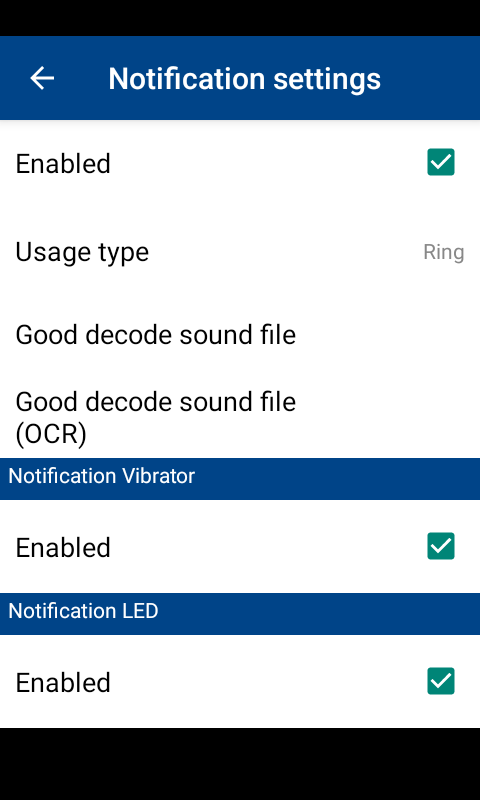 Notification settings
Enabled
Usage type
Ring
Good decode sound file
Good decode sound file
(OCR)
Notification Vibrator
Enabled
Notification LED
Enabled